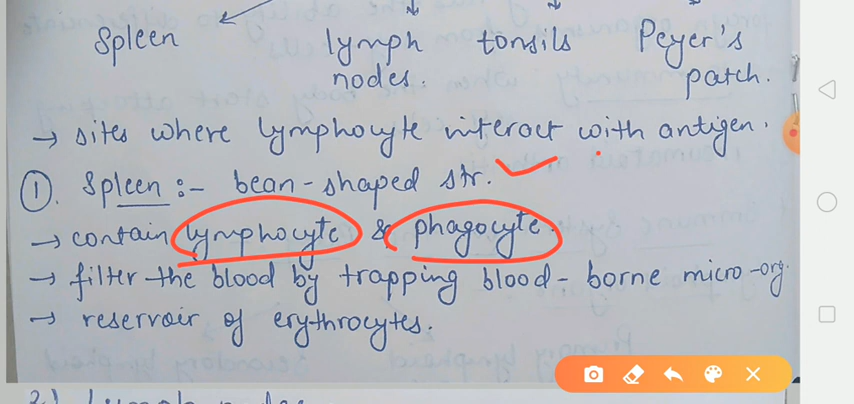 Spleen lymph tonsils Peyer's
nodes. patch.
→ sites where lymphocyte interact with antigen.
①. Spleen :- bean-shaped str.
→ contain lymphocyte & phagocyte.
→ filter the blood by trapping blood-borne micro-org.
→ reservoir of erythrocytes.